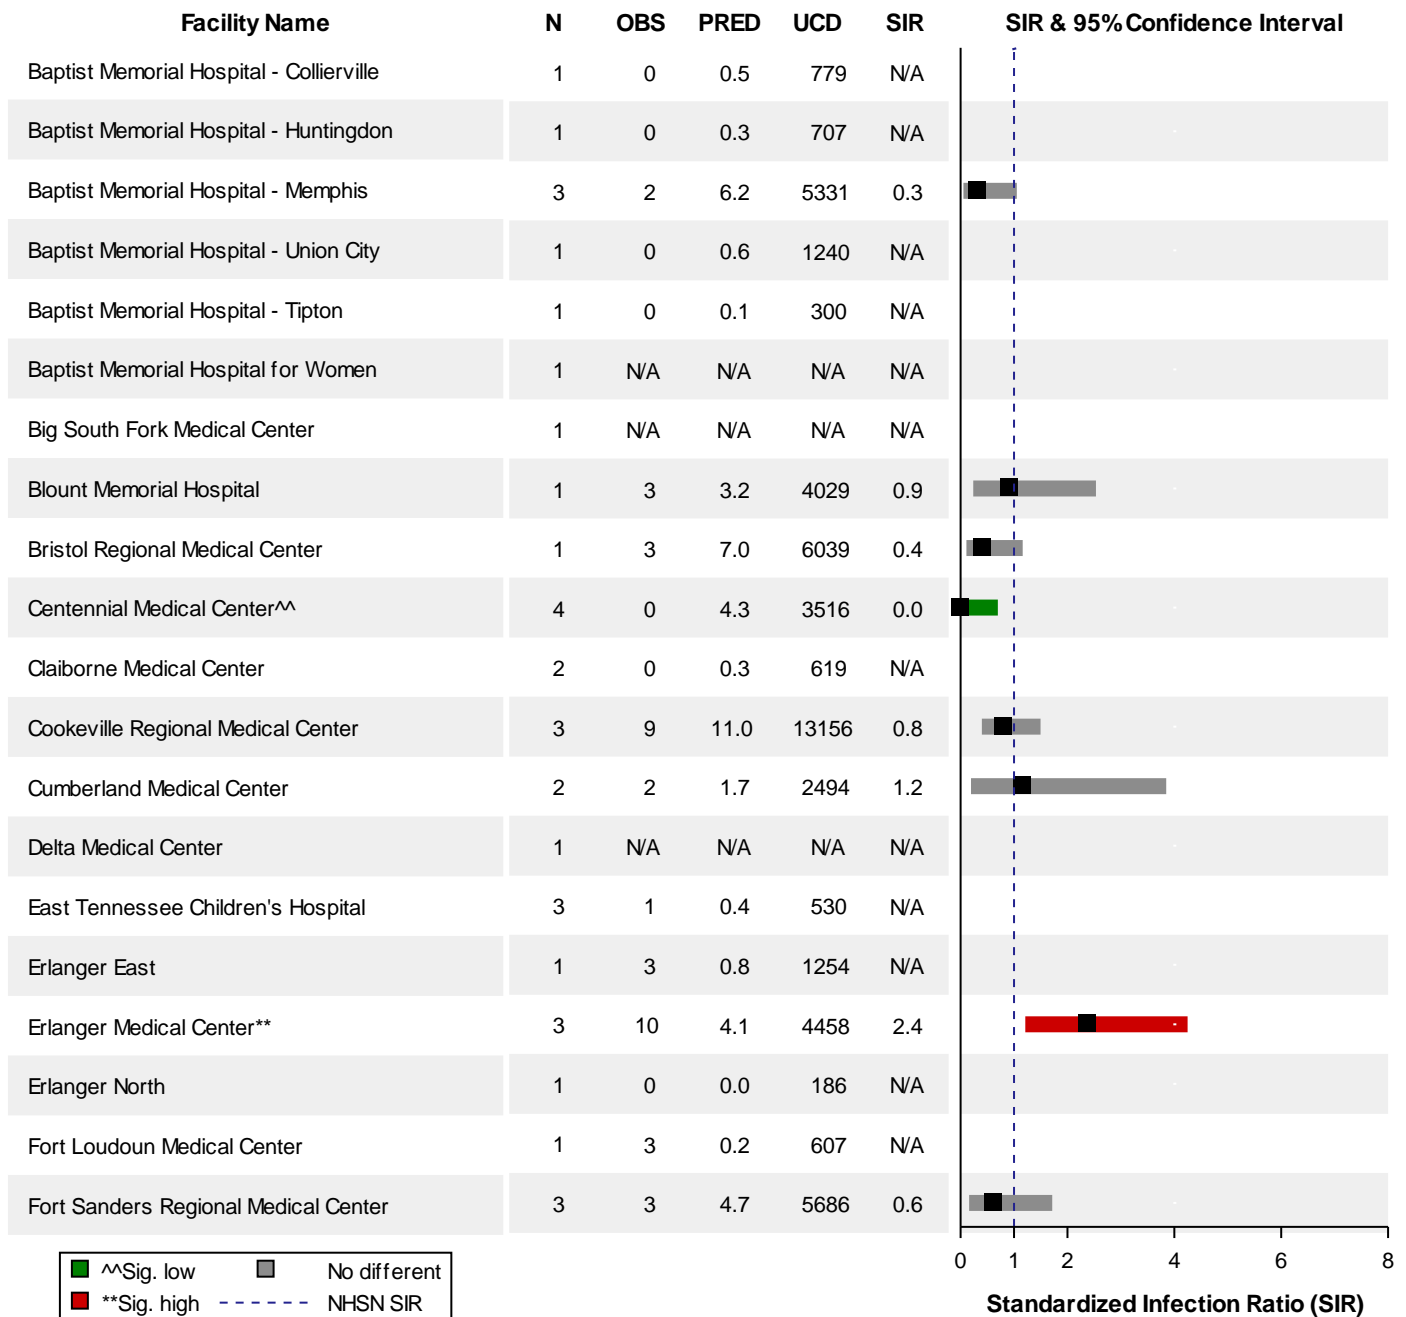 Facility Name N OBS PRED UCD SIR SIR & 95% Confidence Interval
Baptist Memorial Hospital - Collierville 1 0 0.5 779 N/A
Baptist Memorial Hospital - Huntingdon 1 0 0.3 707 N/A
Baptist Memorial Hospital - Memphis 3 2 6.2 5331 0.3
Baptist Memorial Hospital - Union City 1 0 0.6 1240 N/A
Baptist Memorial Hospital - Tipton 1 0 0.1 300 N/A
Baptist Memorial Hospital for Women 1 N/A N/A N/A N/A
Big South Fork Medical Center 1 N/A N/A N/A N/A
Blount Memorial Hospital 1 3 3.2 4029 0.9
Bristol Regional Medical Center 1 3 7.0 6039 0.4
Centennial Medical Center^^ 4 0 4.3 3516 0.0
Claiborne Medical Center 2 0 0.3 619 N/A
Cookeville Regional Medical Center 3 9 11.0 13156 0.8
Cumberland Medical Center 2 2 1.7 2494 1.2
Delta Medical Center 1 N/A N/A N/A N/A
East Tennessee Children's Hospital 3 1 0.4 530 N/A
Erlanger East 1 3 0.8 1254 N/A
Erlanger Medical Center** 3 10 4.1 4458 2.4
Erlanger North 1 0 0.0 186 N/A
Fort Loudoun Medical Center 1 3 0.2 607 N/A
Fort Sanders Regional Medical Center 3 3 4.7 5686 0.6
0 1 2 4 6 8
^^Sig. low No different
**Sig. high NHSN SIR
Standardized Infection Ratio (SIR)